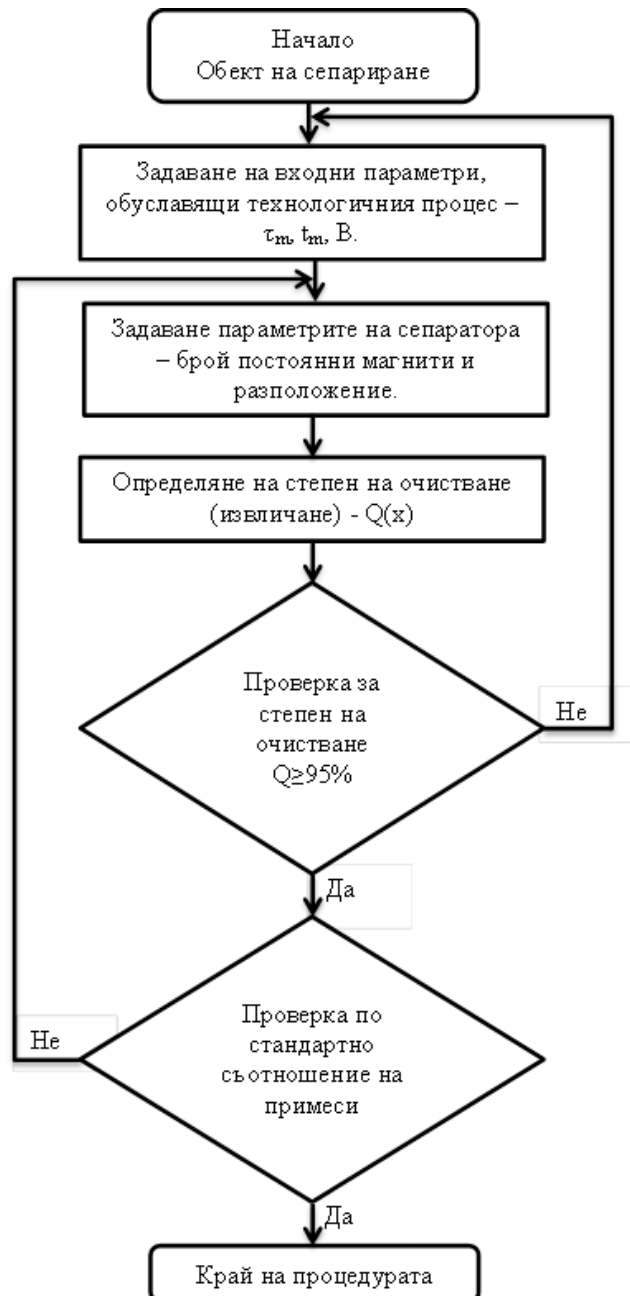 Начало
Обект на сепариране
Задаване на входни параметри,
обуславящи технологичния процес –
τm, tm, B.
Задаване параметрите на сепаратора
– брой постоянни магнити и
разположение.
Определяне на степен на очистване
(извличане) - Q(x)
Проверка за
степен на
очистване
Q≥95%
Не
Да
Проверка по
стандартно
съотношение на
примеси
Не
Да
Край на процедурата